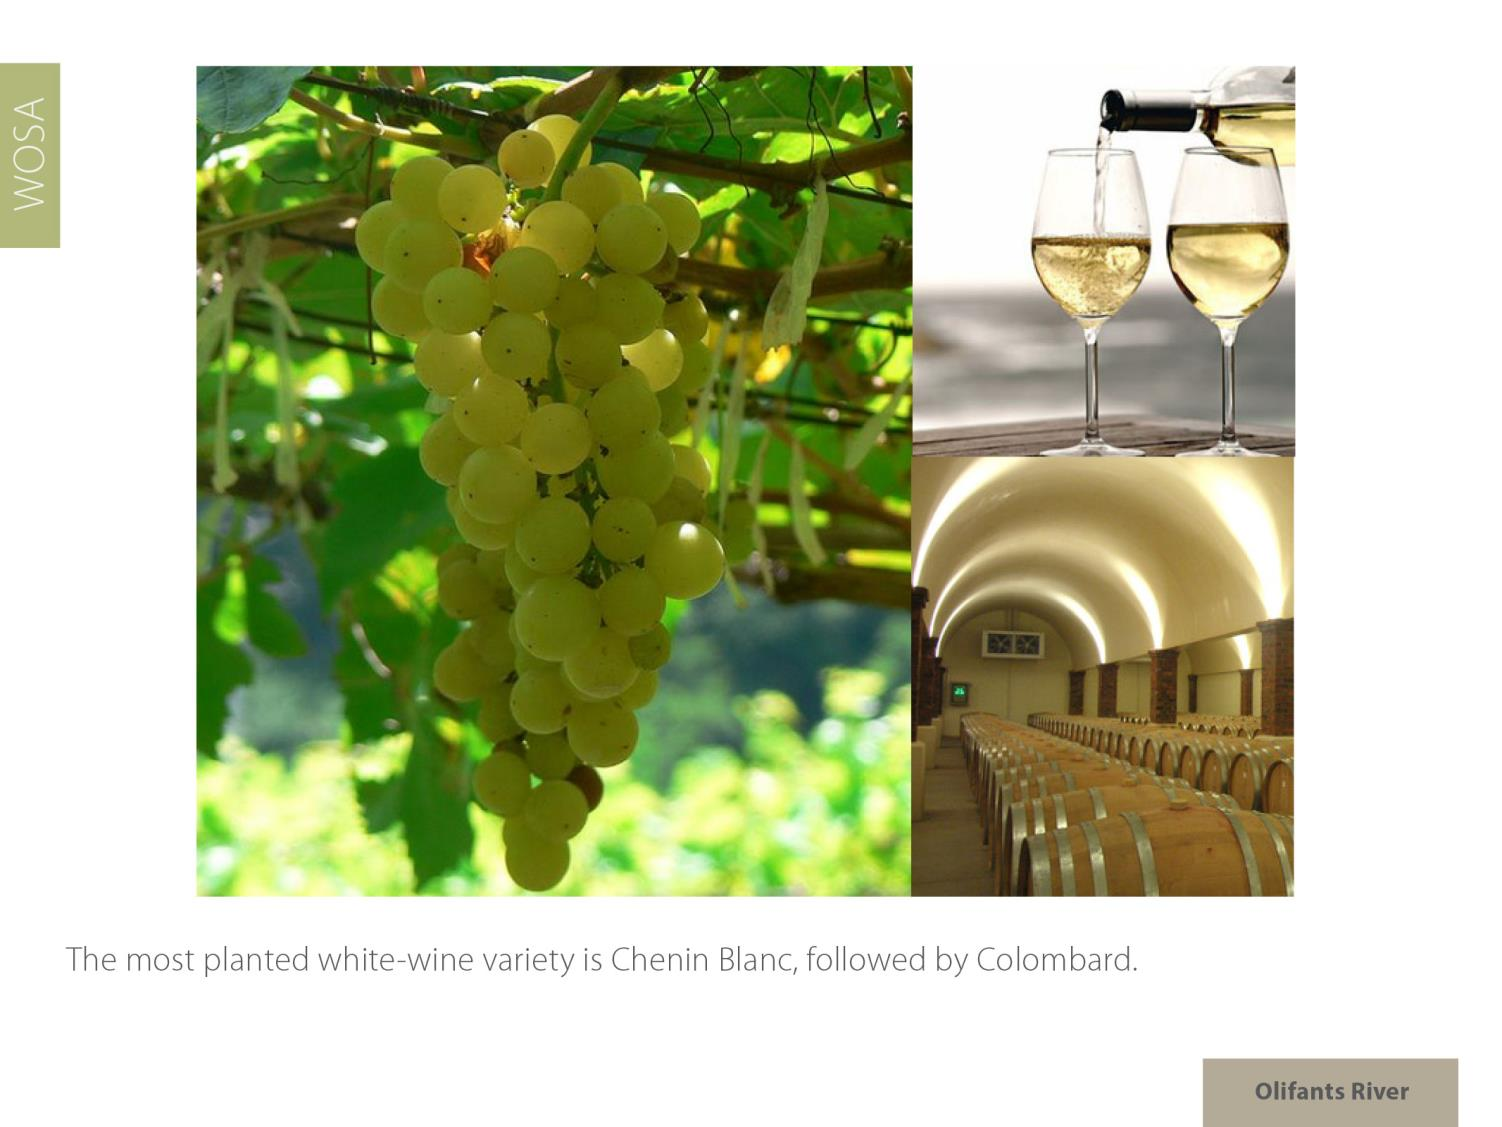 WOSA
The most planted white-wine variety is Chenin Blanc, followed by Colombard.
Olifants River